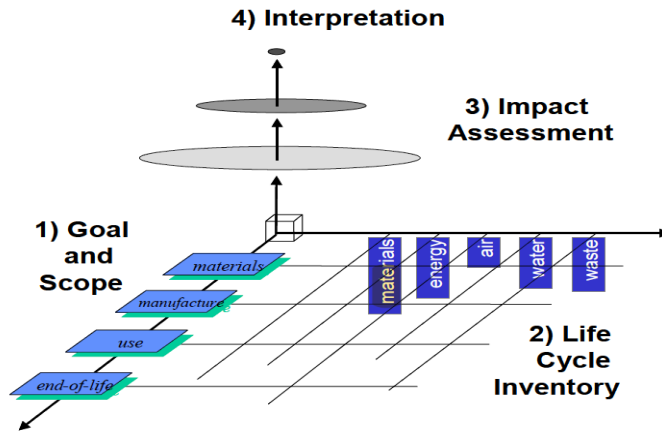 4) Interpretation
3) Impact
Assessment
1) Goal
and
Scope
materials
manufacture
use
end-of-life
materials
energy
air
water
waste
2) Life
Cycle
Inventory